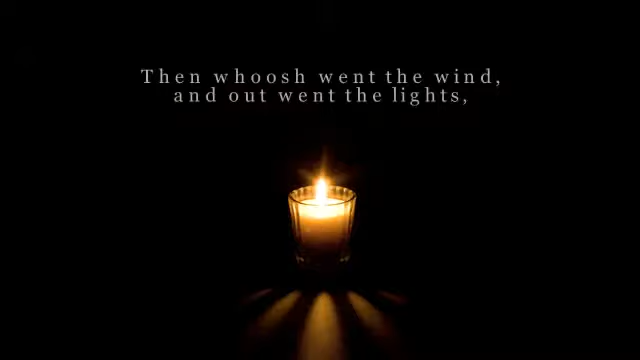 Then whoosh went the wind,
and out went the lights,